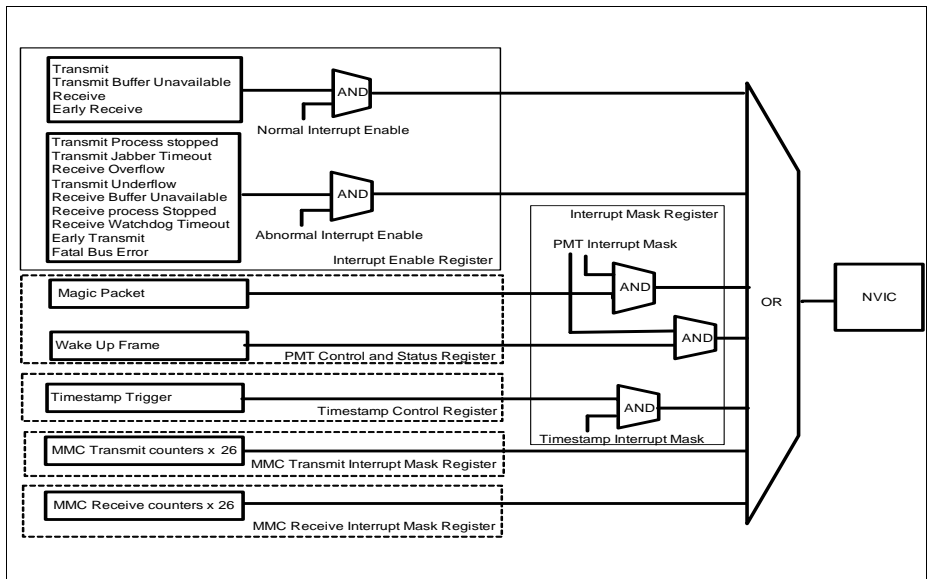 Transmit
Transmit Buffer Unavailable
Receive
Early Receive
AND
Normal Interrupt Enable
Transmit Process stopped
Transmit Jabber Timeout
Receive Overflow
Transmit Underflow
Receive Buffer Unavailable
Receive process Stopped
Receive Watchdog Timeout
Early Transmit
Fatal Bus Error
AND
Abnormal Interrupt Enable
Interrupt Enable Register
Interrupt Mask Register
PMT Interrupt Mask
Magic Packet
AND
Wake Up Frame
AND
PMT Control and Status Register
Timestamp Trigger
AND
Timestamp Control Register
Timestamp Interrupt Mask
MMC Transmit counters x 26
MMC Transmit Interrupt Mask Register
MMC Receive counters x 26
MMC Receive Interrupt Mask Register
OR
NVIC